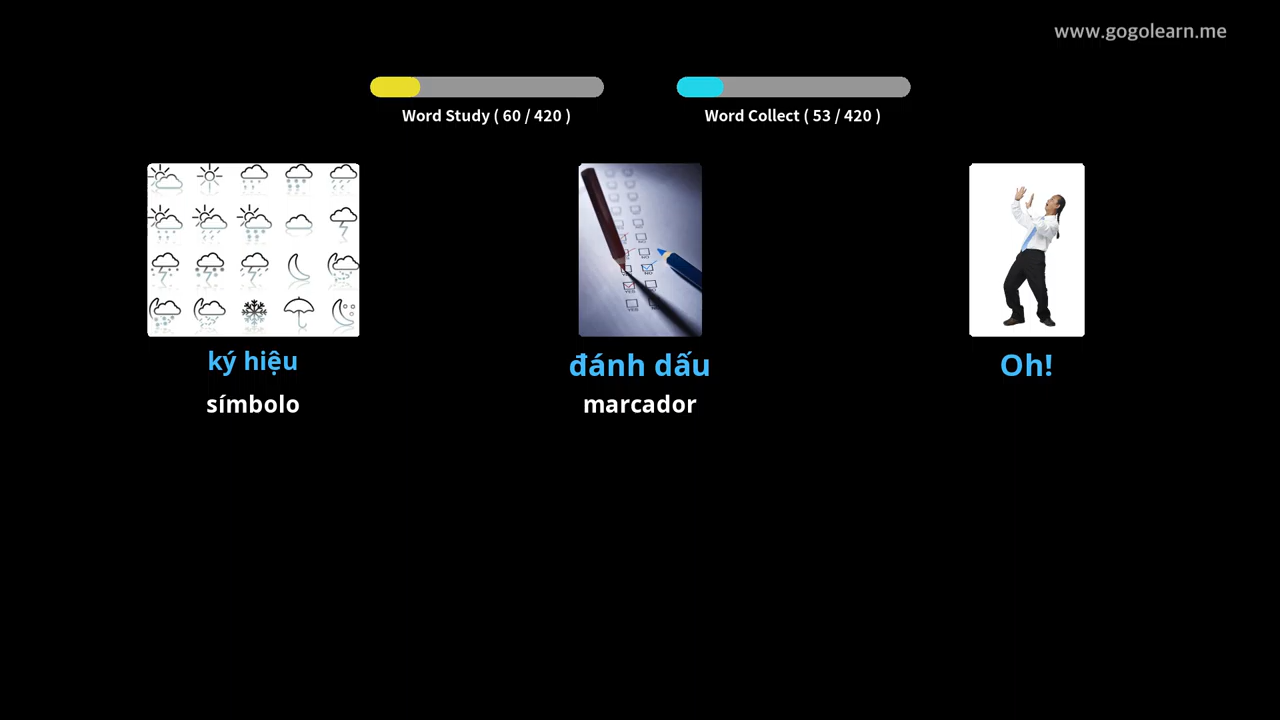 www.gogolearn.me
Word Study ( 60 / 420 )
Word Collect ( 53 / 420 )
ký hiệu
símbolo
đánh dấu
marcador
Oh!